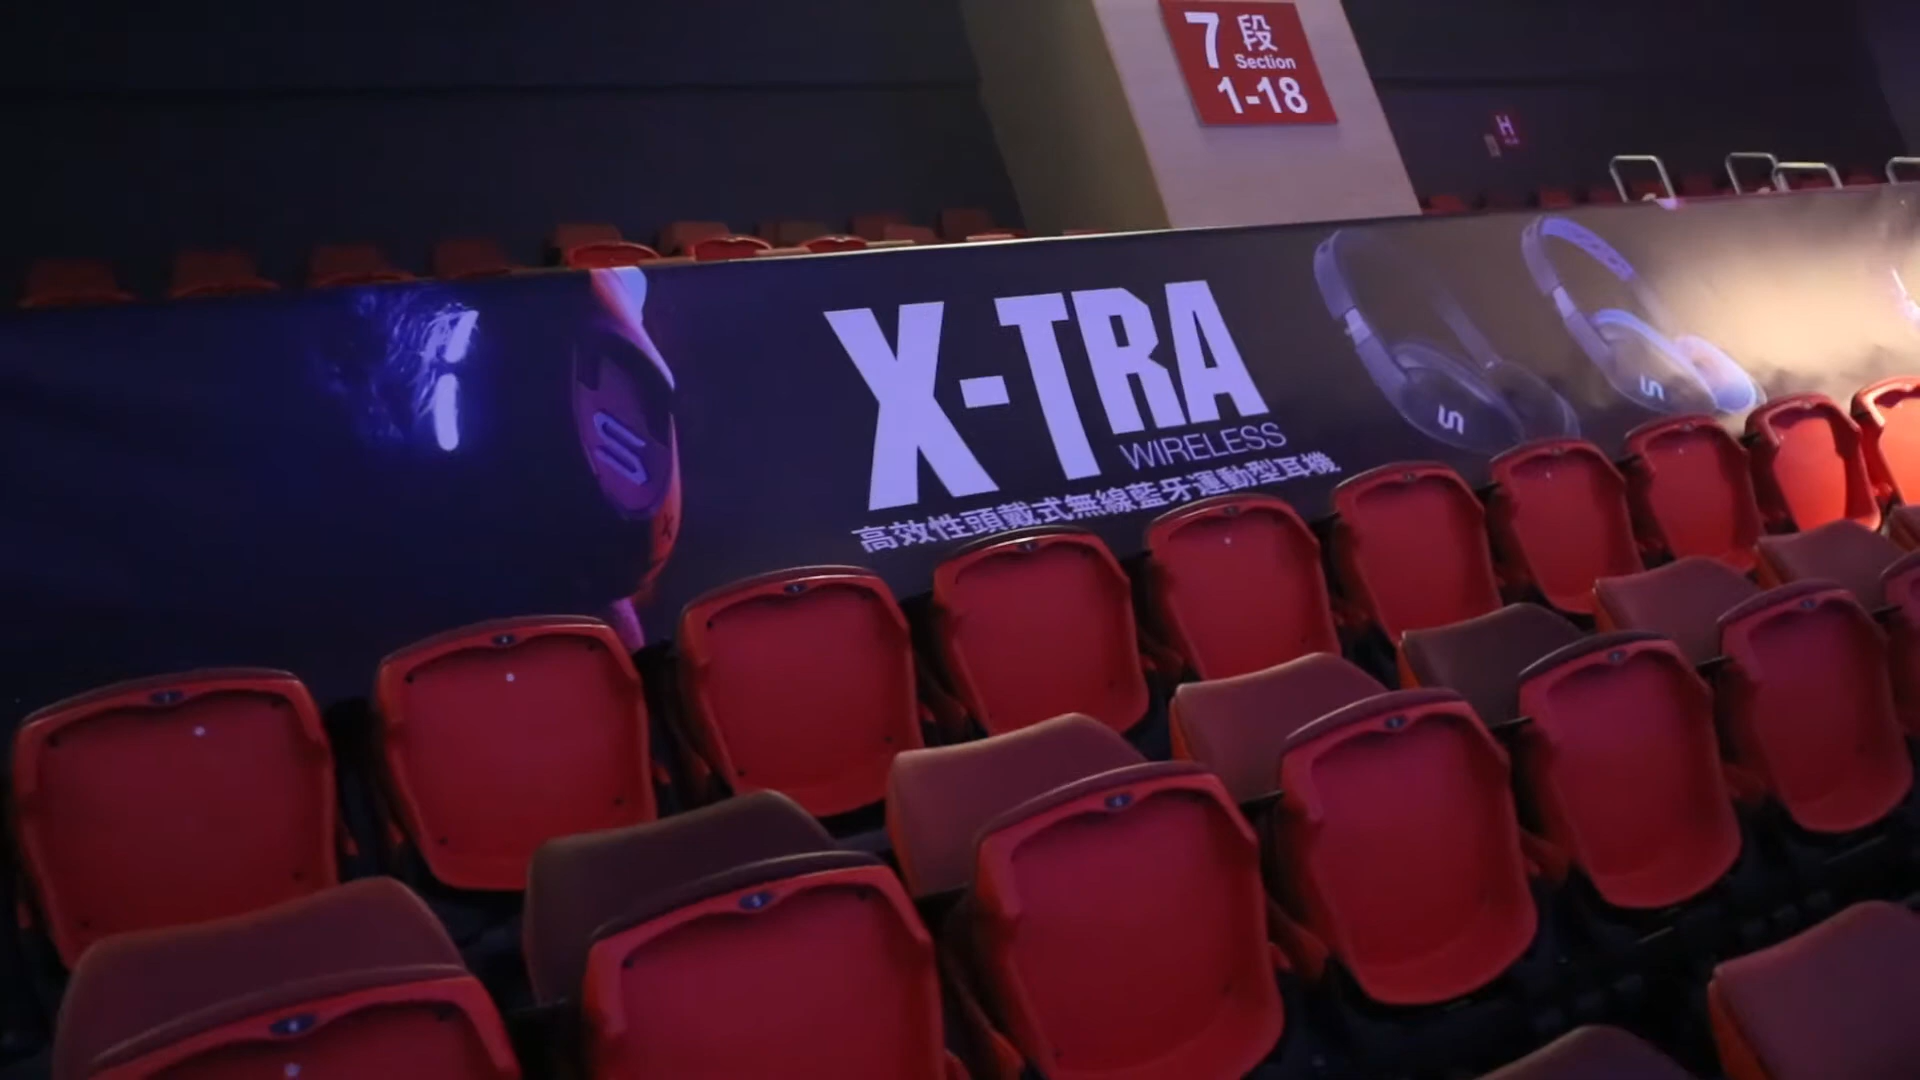 7 段
Section
1-18
H
X-TRA
WIRELESS
高效性頭戴式無線藍牙運動型耳機